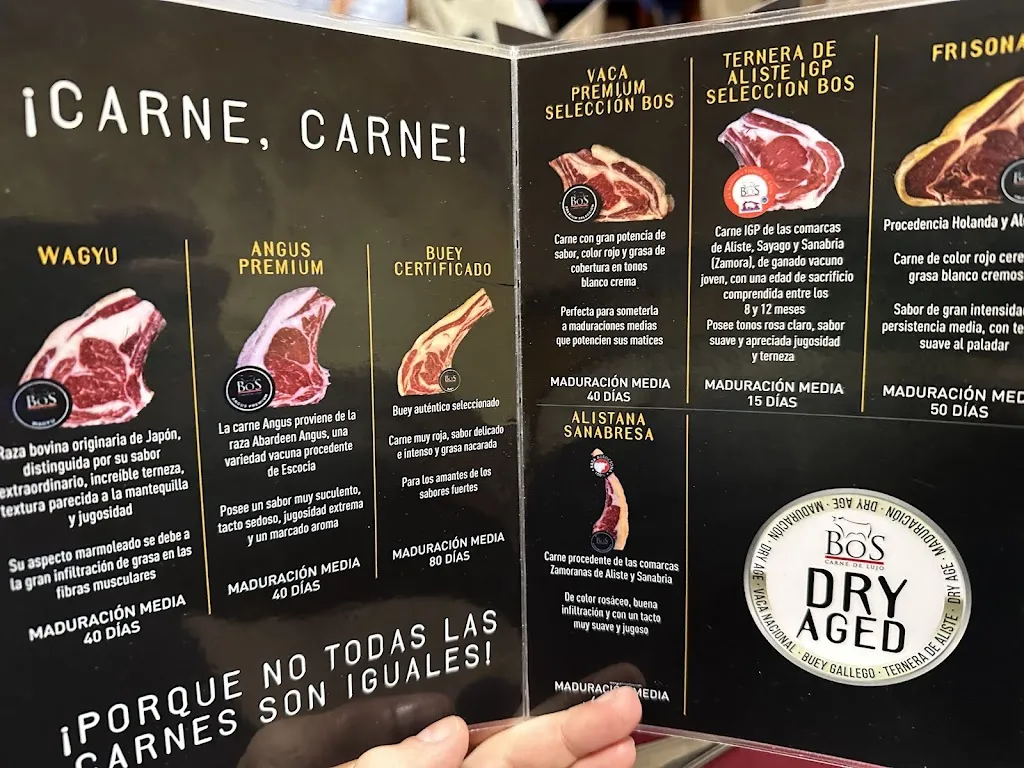 ¡CARNE, CARNE!
WAGYU
Raza bovina originaria de Japón,
distinguida por su sabor
extraordinario, increíble terneza,
textura parecida a la mantequilla
y jugosidad
Su aspecto marmoleado se debe a
la gran infiltración de grasa en las
fibras musculares
MADURACIÓN MEDIA
40 DÍAS
ANGUS
PREMIUM
BOS
La carne Angus proviene de la
raza Abardeen Angus, una
variedad vacuna procedente
de Escocia
Posee un sabor muy suculento,
tacto sedoso, jugosidad extrema
y un marcado aroma
MADURACIÓN MEDIA
40 DÍAS
BUEY
CERTIFICADO
BOS
Buey auténtico seleccionado
Carne muy roja, sabor delicado
e intenso y grasa nacarada
Para los amantes de los
sabores fuertes
MADURACIÓN MEDIA
80 DÍAS
¡PORQUE NO TODAS LAS
CARNES SON IGUALES!
VACA
PREMIUM
SELECCIÓN BOS
BOS
Carne con gran potencia de
sabor, color rojo y grasa de
cobertura en tonos
blanco crema
Perfecta para someterla
a maduraciones medias
que potencien sus matices
MADURACIÓN MEDIA
40 DÍAS
TERNERA DE
ALISTE IGP
SELECCION BOS
BOS
Carne IGP de las comarcas
de Aliste, Sayago y Sanabria
(Zamora), de ganado vacuno
joven, con una edad de sacrificio
comprendida entre los
8 y 12 meses
Posee tonos rosa claro, sabor
suave y apreciada jugosidad
y terneza
MADURACIÓN MEDIA
15 DÍAS
FRISONA
Procedencia Holanda y
Carne de color rojo
grasa blanco
Sabor de gran
persistencia media, con
suave al paladar
MADURACIÓN
50 DÍAS
ALISTANA
SANABRESA
Carne procedente de las comarcas
Zamoranas de Aliste y Sanabria
De color rosáceo, buena
infiltración y con un tacto
muy suave y jugoso
MADURACIÓN MEDIA
BOS
CARNE DE LUJO
DRY
AGED
MADURACIÓN · DRY AGE · VACA NACIONAL · BUEY GALLEGO · TERNERA DE ALISTE · DRY AGE · MADURACIÓN · DRY AGE